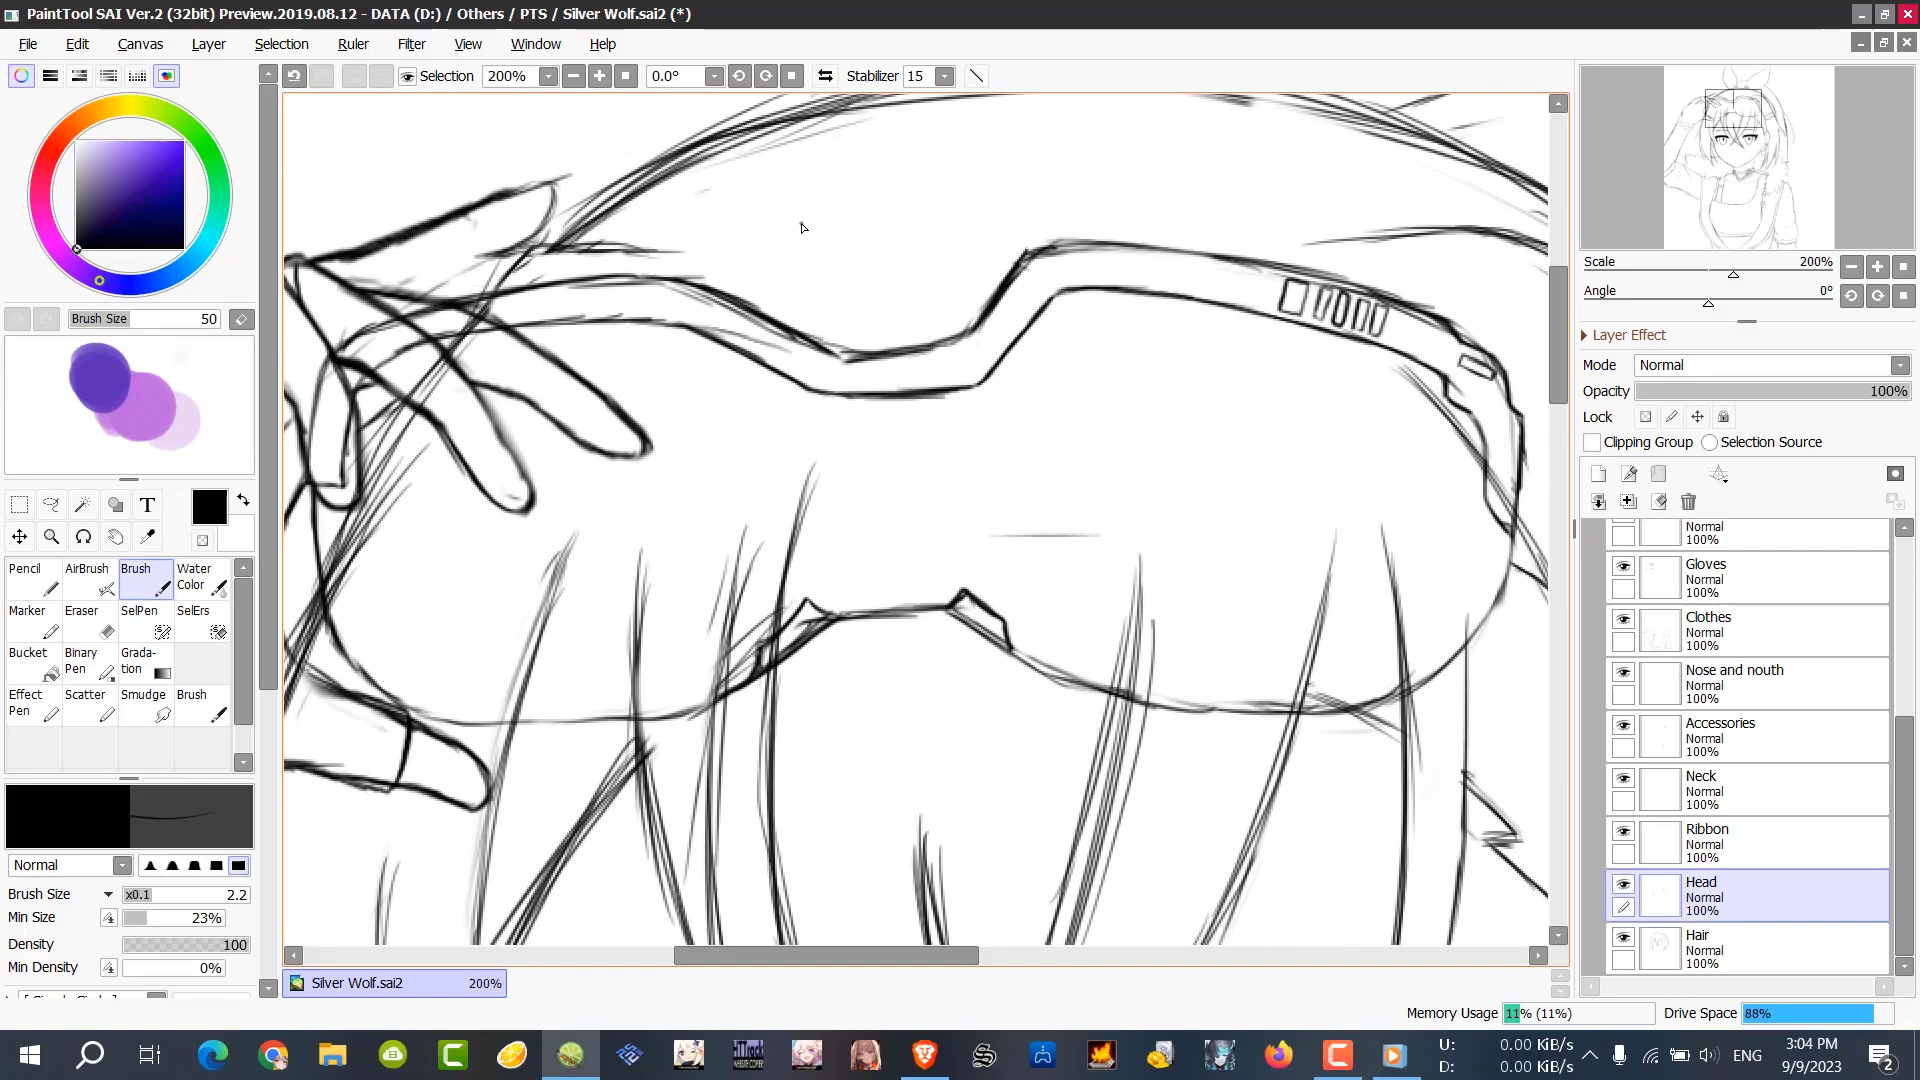 PaintTool SAI Ver.2 (32bit) Preview.2019.08.12 - DATA (D:) / Others / PTS / Silver Wolf.sai2 (*)
File Edit Canvas Layer Selection Ruler Filter View Window Help
Selection 200% 0.0° Stabilizer 15
Scale 200%
Angle 0°
Brush Size 50
Layer Effect
Mode Normal
Opacity 100%
Lock
Clipping Group Selection Source
T
Pencil AirBrush Brush Water Color
Marker Eraser SelPen SelErs
Bucket Binary Pen Grada-tion
Effect Pen Scatter Smudge Brush
Normal
Brush Size x0.1 2.2
Min Size 23%
Density 100
Min Density 0%
Normal
100%
Gloves
Normal
100%
Clothes
Normal
100%
Nose and nouth
Normal
100%
Accessories
Normal
100%
Neck
Normal
100%
Ribbon
Normal
100%
Head
Normal
100%
Hair
Normal
100%
Silver Wolf.sai2 200%
Memory Usage 11% (11%) Drive Space 88%
U: 0.00 KiB/s
D: 0.00 KiB/s
ENG
3:04 PM
9/9/2023
2